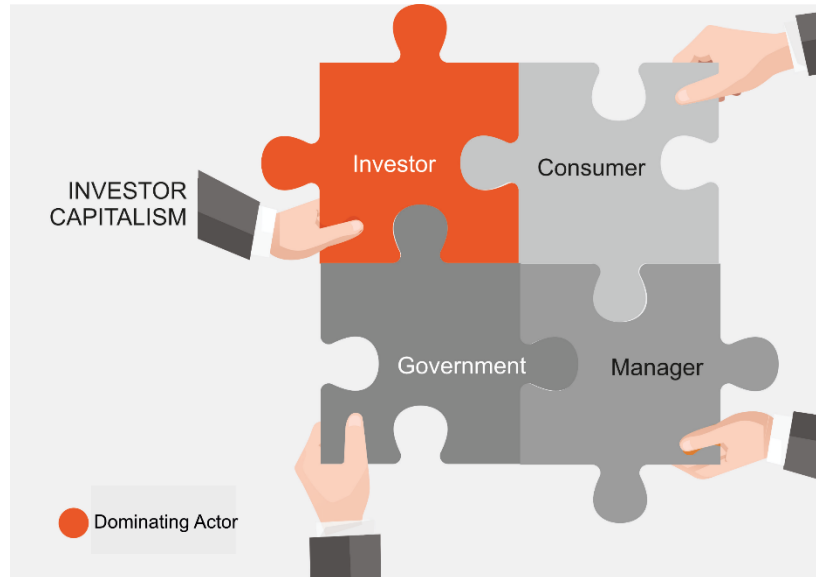 Investor
Consumer
INVESTOR
CAPITALISM
Government
Manager
Dominating Actor